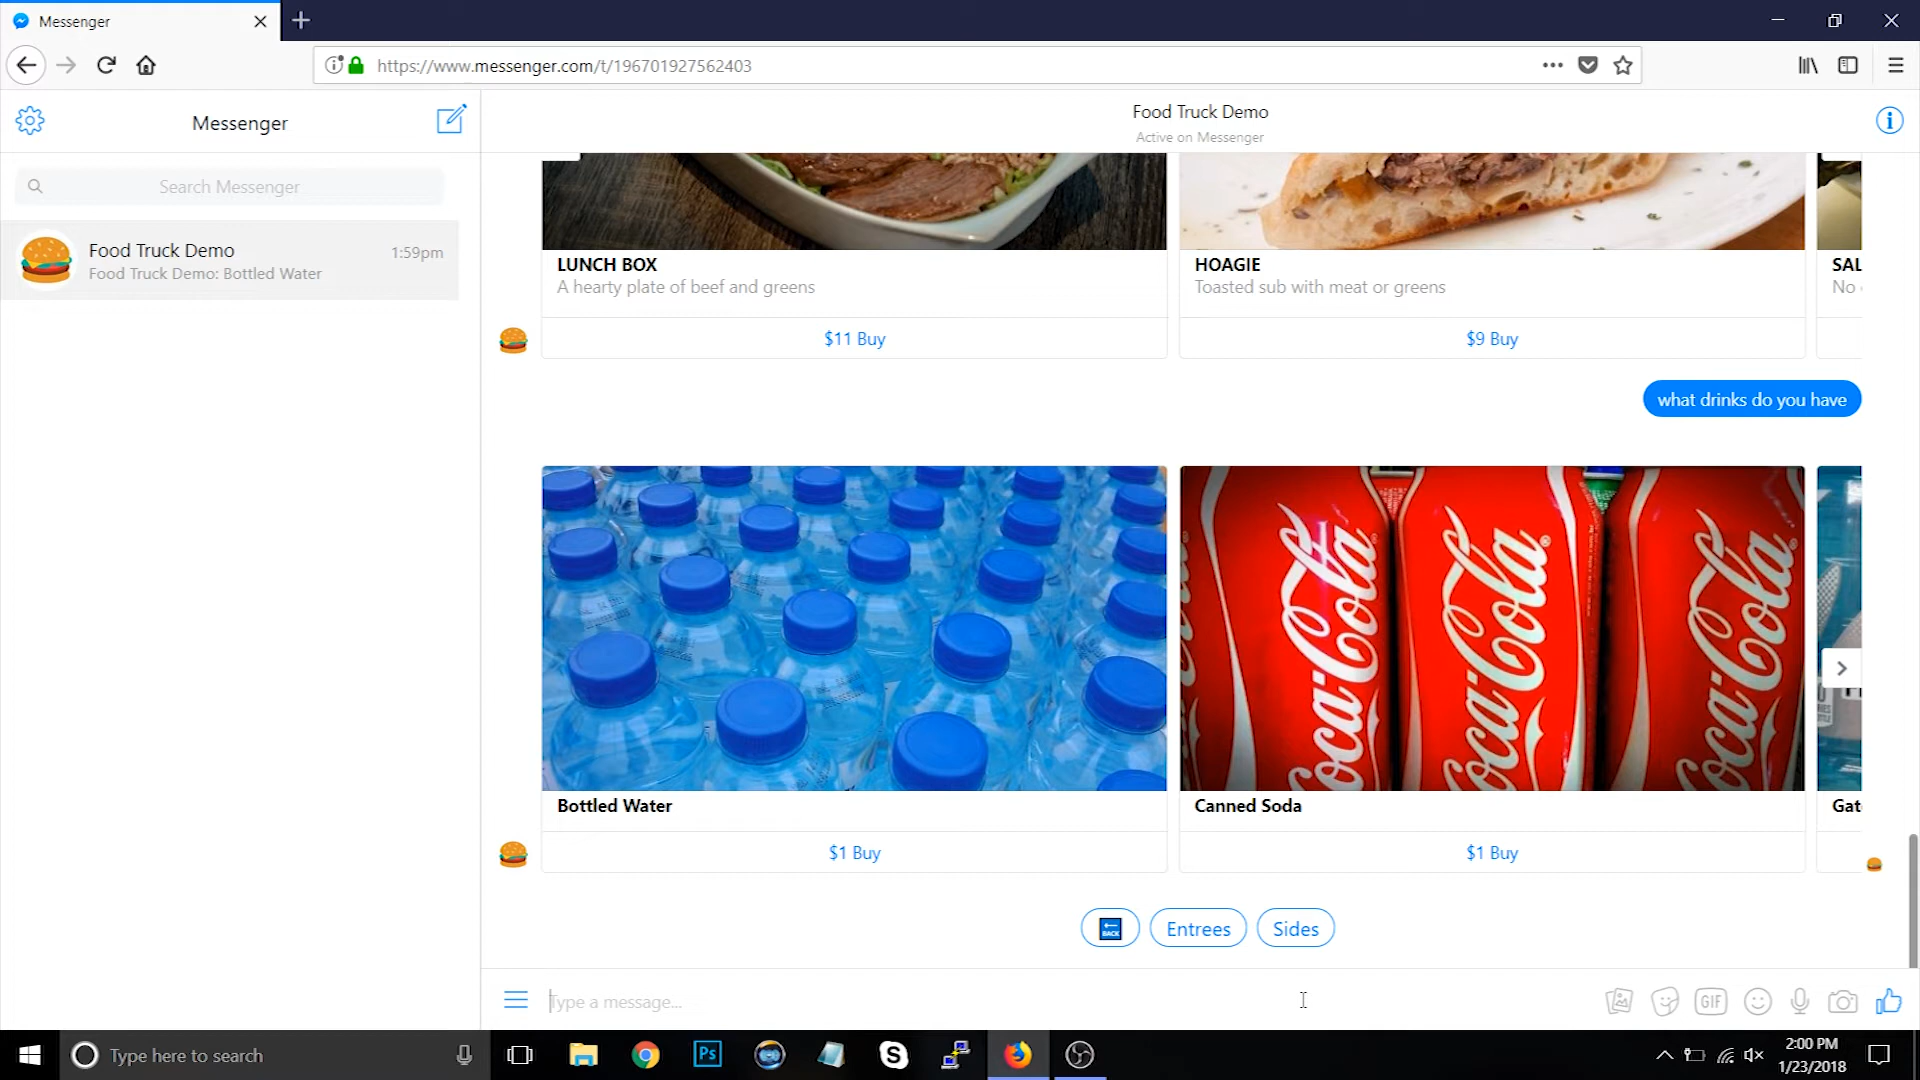 Messenger
https://www.messenger.com/t/196701927562403
Messenger
Food Truck Demo
Active on Messenger
Search Messenger
Food Truck Demo
1:59pm
Food Truck Demo: Bottled Water
LUNCH BOX
A hearty plate of beef and greens
$11 Buy
HOAGIE
Toasted sub with meat or greens
$9 Buy
SAL
No
what drinks do you have
Coca-Cola
Coca-Cola
Coca-Cola
Bottled Water
$1 Buy
Canned Soda
$1 Buy
Gat
BACK
Entrees
Sides
Type a message...
GIF
Type here to search
Ps
2:00 PM
1/23/2018